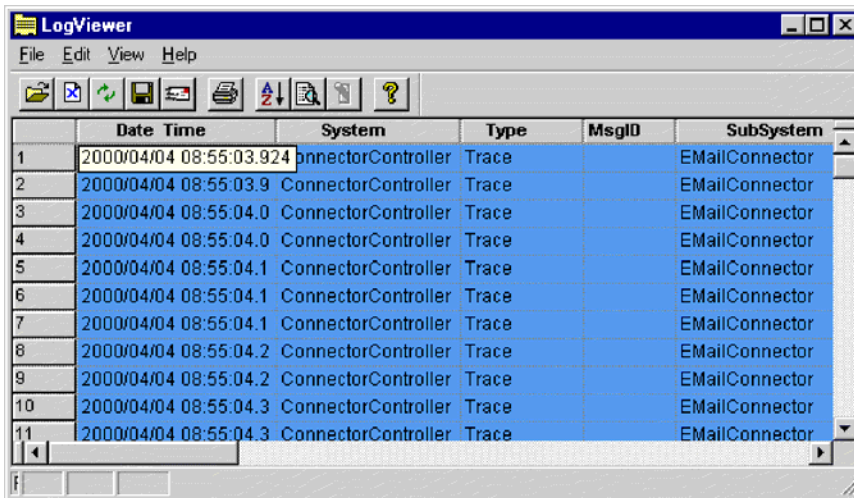 LogViewer
File Edit View Help
Date Time System Type MsgID SubSystem
1 2000/04/04 08:55:03.924 onnectorController Trace EMailConnector
2 2000/04/04 08:55:03.9 ConnectorController Trace EMailConnector
3 2000/04/04 08:55:04.0 ConnectorController Trace EMailConnector
4 2000/04/04 08:55:04.0 ConnectorController Trace EMailConnector
5 2000/04/04 08:55:04.1 ConnectorController Trace EMailConnector
6 2000/04/04 08:55:04.1 ConnectorController Trace EMailConnector
7 2000/04/04 08:55:04.1 ConnectorController Trace EMailConnector
8 2000/04/04 08:55:04.2 ConnectorController Trace EMailConnector
9 2000/04/04 08:55:04.2 ConnectorController Trace EMailConnector
10 2000/04/04 08:55:04.3 ConnectorController Trace EMailConnector
11 2000/04/04 08:55:04.3 ConnectorController Trace EMailConnector